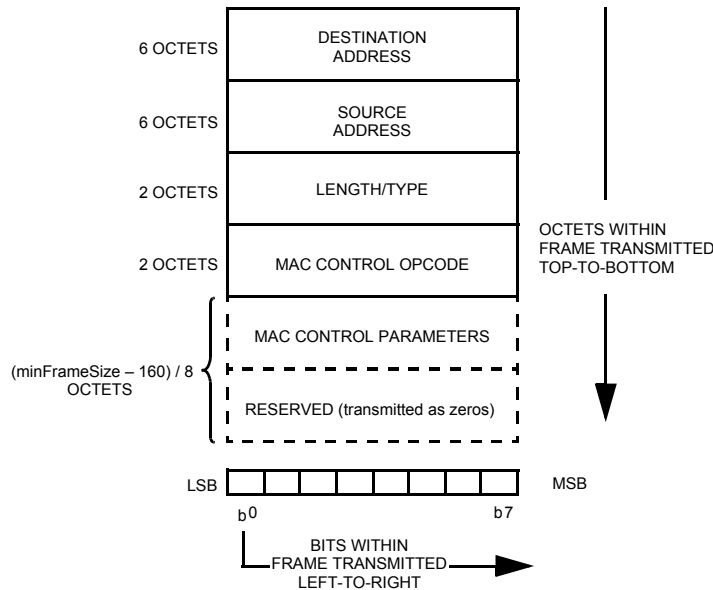 6 OCTETS
DESTINATION
ADDRESS
6 OCTETS
SOURCE
ADDRESS
2 OCTETS
LENGTH/TYPE
2 OCTETS
MAC CONTROL OPCODE
OCTETS WITHIN
FRAME TRANSMITTED
TOP-TO-BOTTOM
(minFrameSize – 160) / 8
OCTETS
MAC CONTROL PARAMETERS
RESERVED (transmitted as zeros)
LSB
MSB
b0
b7
BITS WITHIN
FRAME TRANSMITTED
LEFT-TO-RIGHT